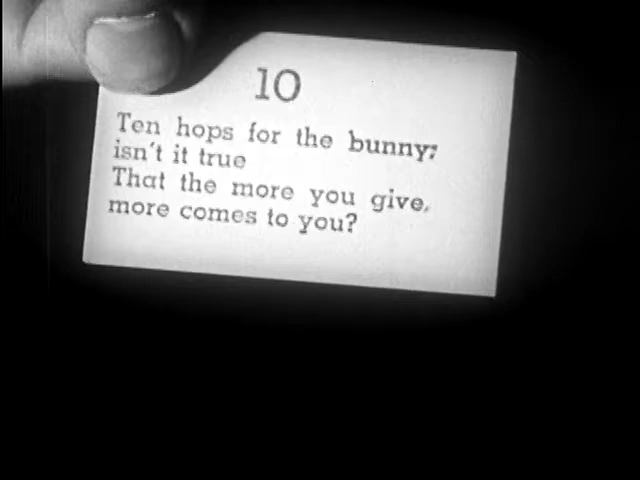 10
Ten hops for the bunny;
isn't it true
That the more you give,
more comes to you?